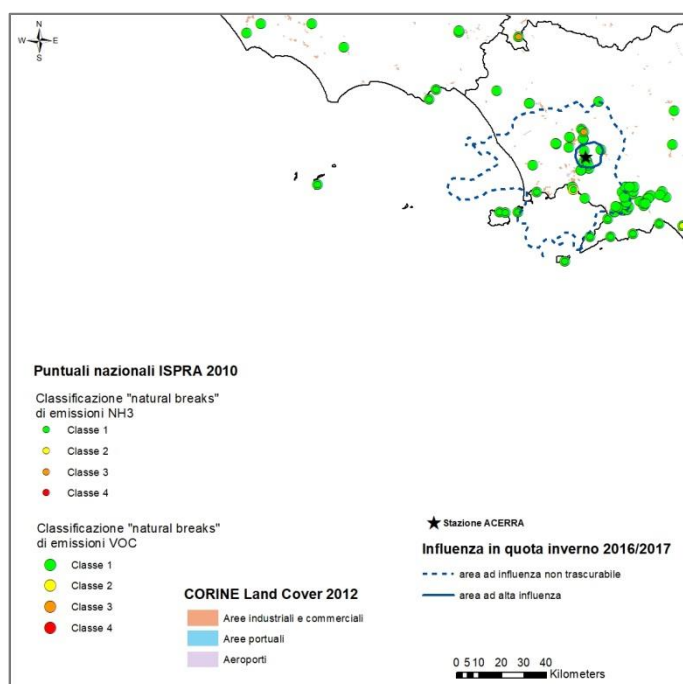 N
W E
S
Puntuali nazionali ISPRA 2010
Classificazione "natural breaks"
di emissioni NH3
Classe 1
Classe 2
Classe 3
Classe 4
Classificazione "natural breaks"
di emissioni VOC
Classe 1
Classe 2
Classe 3
Classe 4
CORINE Land Cover 2012
Aree industriali e commerciali
Aree portuali
Aeroporti
Stazione ACERRA
Influenza in quota inverno 2016/2017
area ad influenza non trascurabile
area ad alta influenza
0 5 10 20 30 40
Kilometers